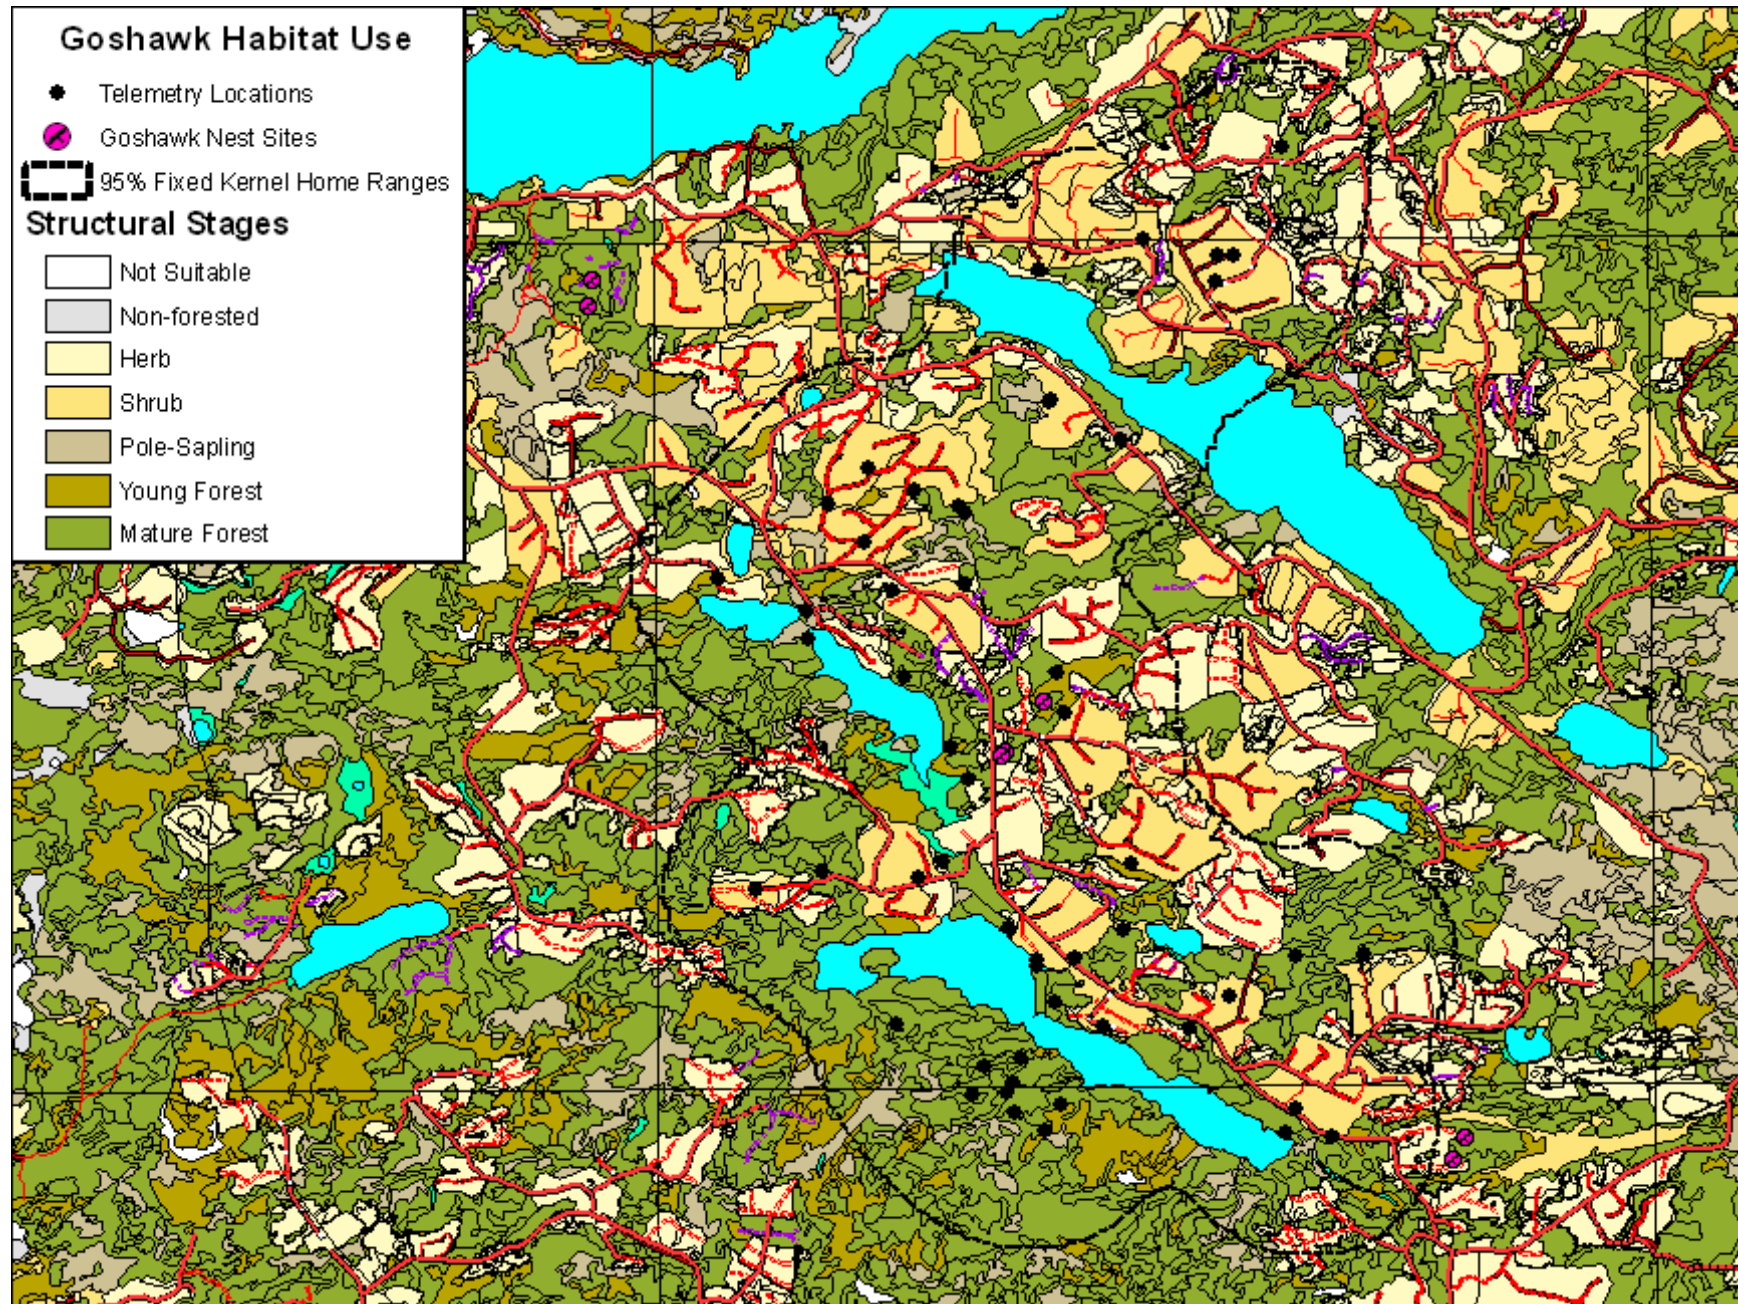 Goshawk Habitat Use
Telemetry Locations
Goshawk Nest Sites
95% Fixed Kernel Home Ranges
Structural Stages
Not Suitable
Non-forested
Herb
Shrub
Pole-Sapling
Young Forest
Mature Forest